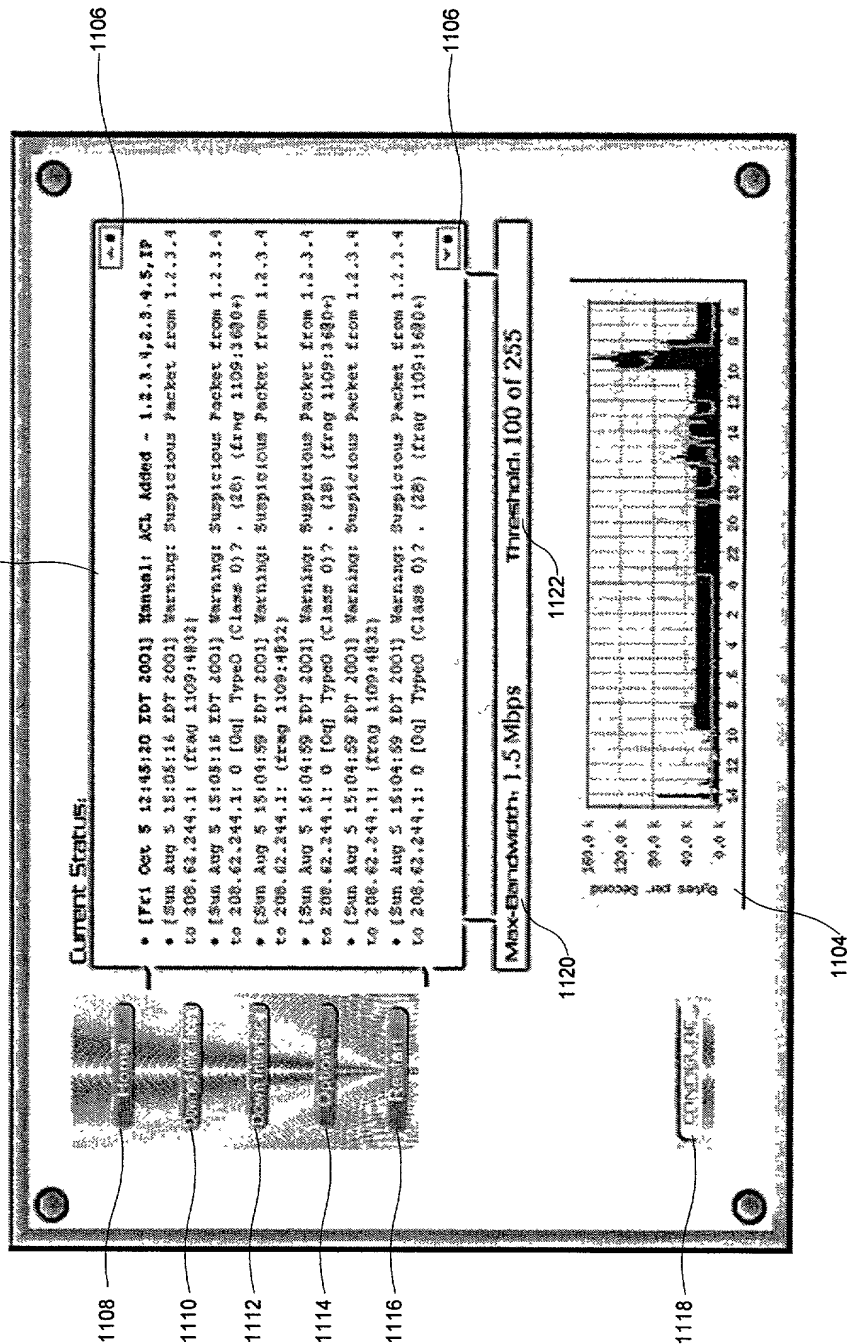 Current Status:
• [Fri Oct 5 12:45:20 EDT 2001] Manual: ACL Added - 1.2.3.4,2.3.4.5,IP
• [Sun Aug 5 15:05:16 EDT 2001] Warning: Suspicious Packet from 1.2.3.4
to 208.62.244.1: (frag 1109:4032)
• [Sun Aug 5 15:05:16 EDT 2001] Warning: Suspicious Packet from 1.2.3.4
to 208.62.244.1: 0 [0q] Type0 (Class 0)? . (28) (frag 1109:3680+)
• [Sun Aug 5 15:04:59 EDT 2001] Warning: Suspicious Packet from 1.2.3.4
to 208.62.244.1: (frag 1109:4032)
• [Sun Aug 5 15:04:59 EDT 2001] Warning: Suspicious Packet from 1.2.3.4
to 208.62.244.1: 0 [0q] Type0 (Class 0)? . (28) (frag 1109:3680+)
• [Sun Aug 5 15:04:59 EDT 2001] Warning: Suspicious Packet from 1.2.3.4
to 208.62.244.1: (frag 1109:4032)
• [Sun Aug 5 15:04:59 EDT 2001] Warning: Suspicious Packet from 1.2.3.4
to 208.62.244.1: 0 [0q] Type0 (Class 0)? . (28) (frag 1109:3680+)
1106
1106
1108
Home
1110
1112
1114
Options
1116
Restart
Max-Bandwidth: 1.5 Mbps Threshold: 100 of 255
1120
1122
1118
per Second
160.0 k
120.0 k
80.0 k
40.0 k
0.0 k
14 12 10 8 6 4 2 0 22 20 18 16 14 12 10 8 6
1104